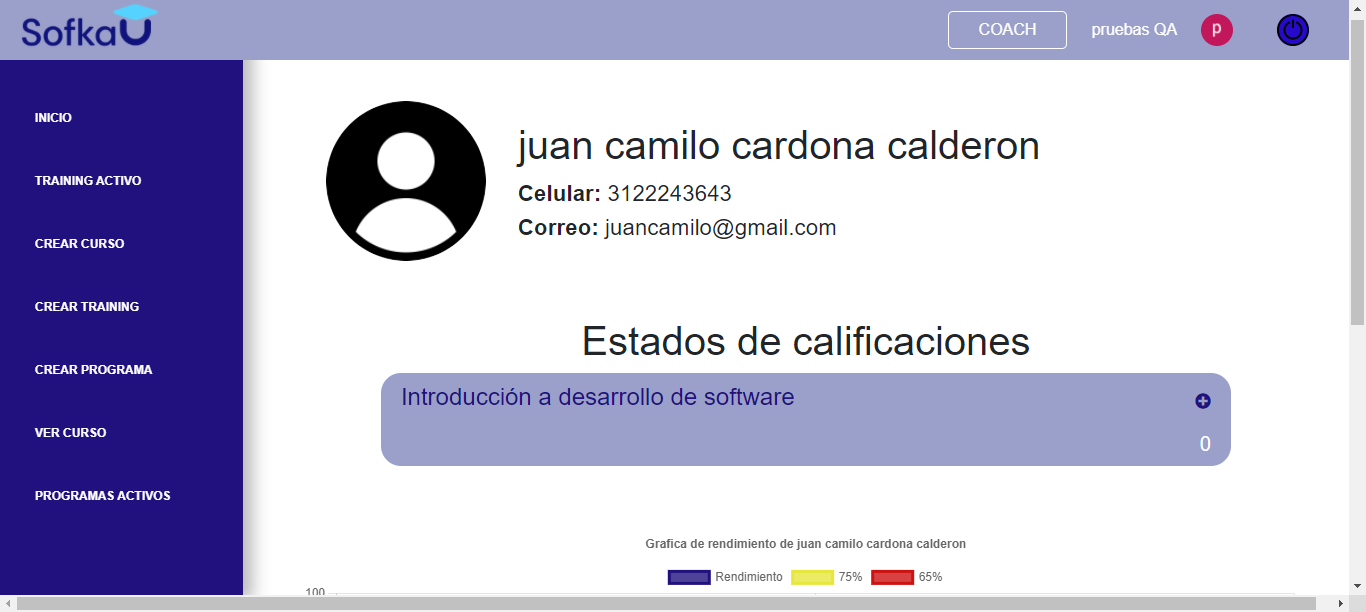 SofkaU
COACH
pruebas QA
p
INICIO
TRAINING ACTIVO
CREAR CURSO
CREAR TRAINING
CREAR PROGRAMA
VER CURSO
PROGRAMAS ACTIVOS
juan camilo cardona calderon
Celular: 3122243643
Correo: juancamilo@gmail.com
Estados de calificaciones
Introducción a desarrollo de software
0
Grafica de rendimiento de juan camilo cardona calderon
Rendimiento 75% 65%
100